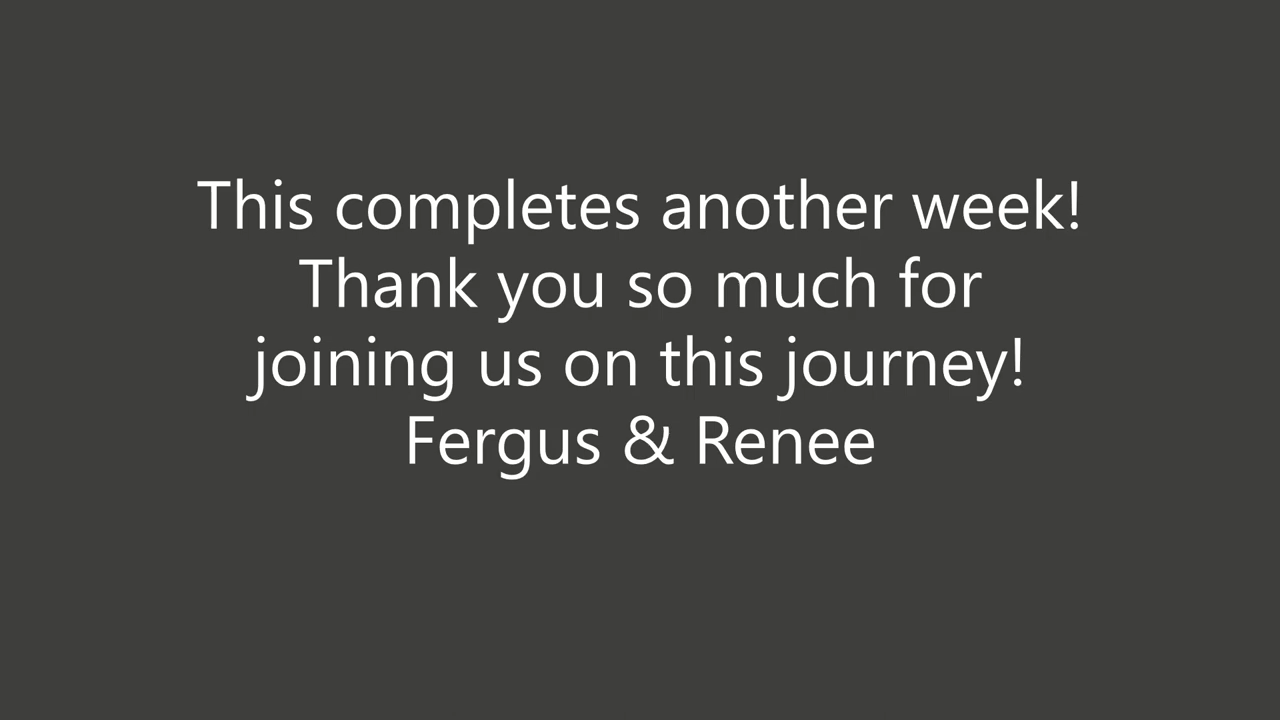 This completes another week!
Thank you so much for
joining us on this journey!
Fergus & Renee